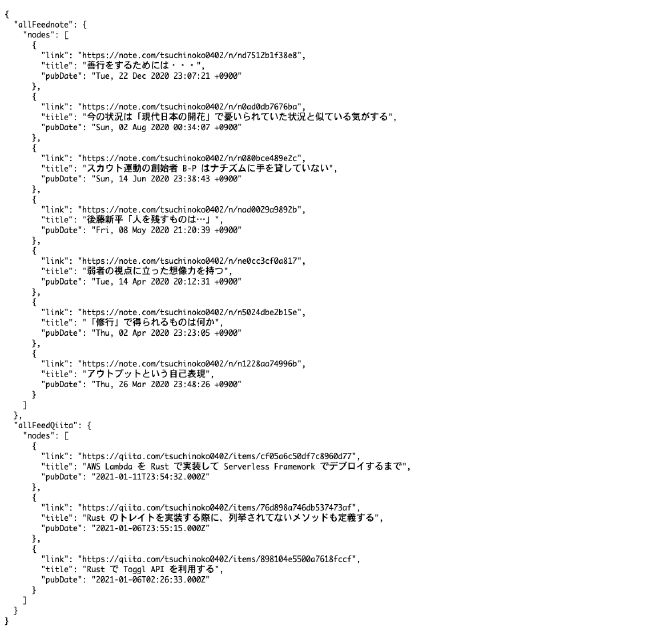 {
  "allFeednote": {
    "nodes": [
      {
        "link": "https://note.com/tsuchinoko0402/n/nd7512b1f38e8",
        "title": "善行をするためには・・・",
        "pubDate": "Tue, 22 Dec 2020 23:07:21 +0900"
      },
      {
        "link": "https://note.com/tsuchinoko0402/n/n0ad0db7676ba",
        "title": "今の状況は「現代日本の開花」で憂いられていた状況と似ている気がする",
        "pubDate": "Sun, 02 Aug 2020 00:34:07 +0900"
      },
      {
        "link": "https://note.com/tsuchinoko0402/n/n080bce489e2c",
        "title": "スカウト運動の創始者 B-P はナチズムに手を貸していない",
        "pubDate": "Sun, 14 Jun 2020 23:38:43 +0900"
      },
      {
        "link": "https://note.com/tsuchinoko0402/n/nad0029a9892b",
        "title": "後藤新平「人を残すものは…」",
        "pubDate": "Fri, 08 May 2020 21:20:39 +0900"
      },
      {
        "link": "https://note.com/tsuchinoko0402/n/ne0cc3cf0a817",
        "title": "弱者の視点に立った想像力を持つ",
        "pubDate": "Tue, 14 Apr 2020 20:12:31 +0900"
      },
      {
        "link": "https://note.com/tsuchinoko0402/n/n5024dbe2b15e",
        "title": "「修行」で得られるものは何か",
        "pubDate": "Thu, 02 Apr 2020 23:23:05 +0900"
      },
      {
        "link": "https://note.com/tsuchinoko0402/n/n1228aa74996b",
        "title": "アウトプットという自己表現",
        "pubDate": "Thu, 26 Mar 2020 23:48:26 +0900"
      }
    ]
  },
  "allFeedQiita": {
    "nodes": [
      {
        "link": "https://qiita.com/tsuchinoko0402/items/cf05a6c50df7c8960d77",
        "title": "AWS Lambda を Rust で実装して Serverless Framework でデプロイするまで",
        "pubDate": "2021-01-11T23:54:32.000Z"
      },
      {
        "link": "https://qiita.com/tsuchinoko0402/items/76d898a746db537473af",
        "title": "Rust のトレイトを実装する際に、列挙されてないメソッドも定義する",
        "pubDate": "2021-01-06T23:55:15.000Z"
      },
      {
        "link": "https://qiita.com/tsuchinoko0402/items/898104e5500a7618fccf",
        "title": "Rust で Toggl API を利用する",
        "pubDate": "2021-01-06T02:26:33.000Z"
      }
    ]
  }
}